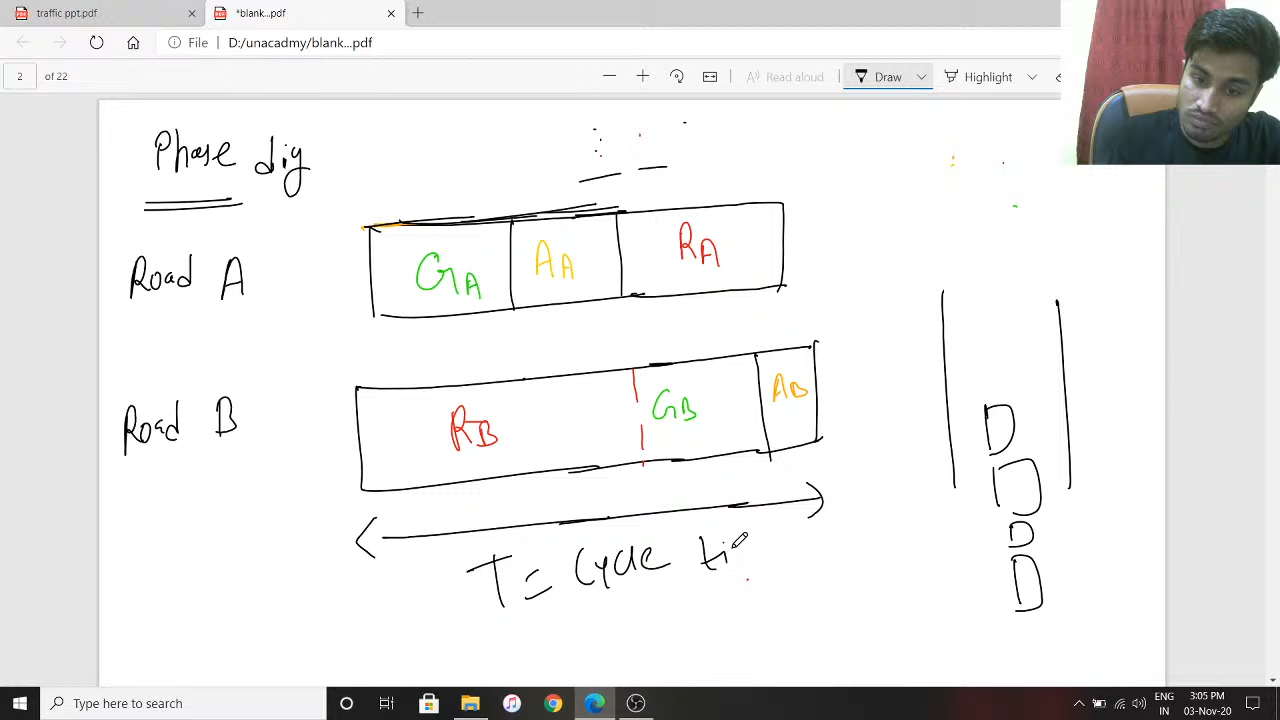 traffic ppt.pdf
*blank...pdf
File D:/unacadmy/blank...pdf
2 of 22
Read aloud
Draw
Highlight
Phase dig
Road A
GA AA RA
Road B
RB GB AB
T = Cycle ti
D
D
D
D
Type here to search
ENG
IN
3:05 PM
03-Nov-20